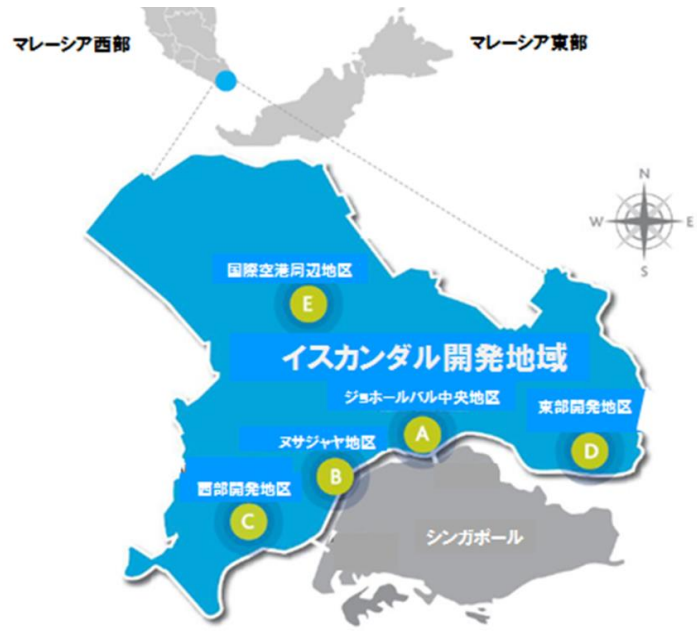 マレーシア西部
マレーシア東部
N
W
E
S
国際空港周辺地区
E
イスカンダル開発地域
ジョホールバル中央地区
A
東部開発地区
D
ヌサジャヤ地区
B
西部開発地区
C
シンガポール